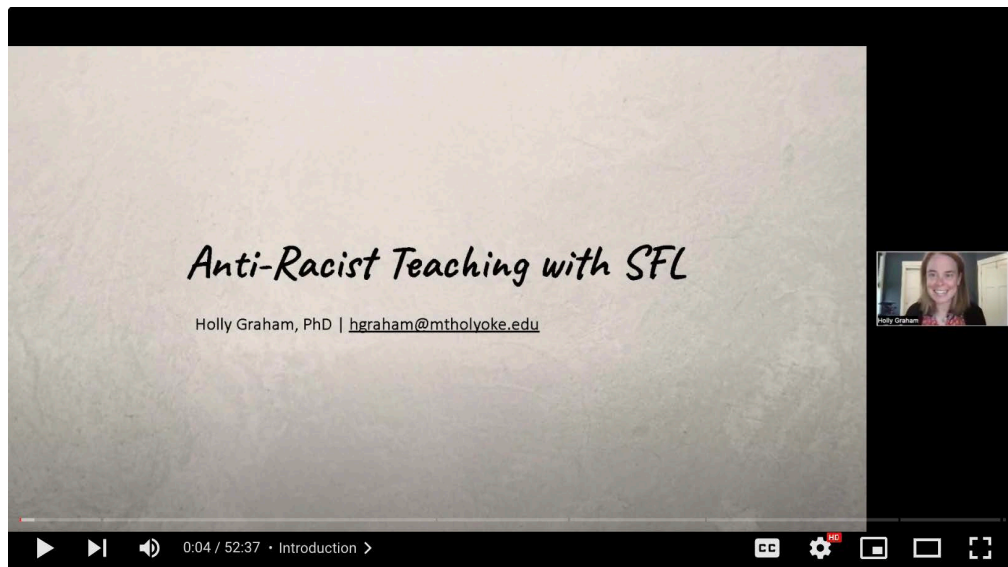 Anti-Racist Teaching with SFL
Holly Graham, PhD | hgraham@mtholyoke.edu
Holly Graham
0:04 / 52:37 • Introduction >
CC
HD